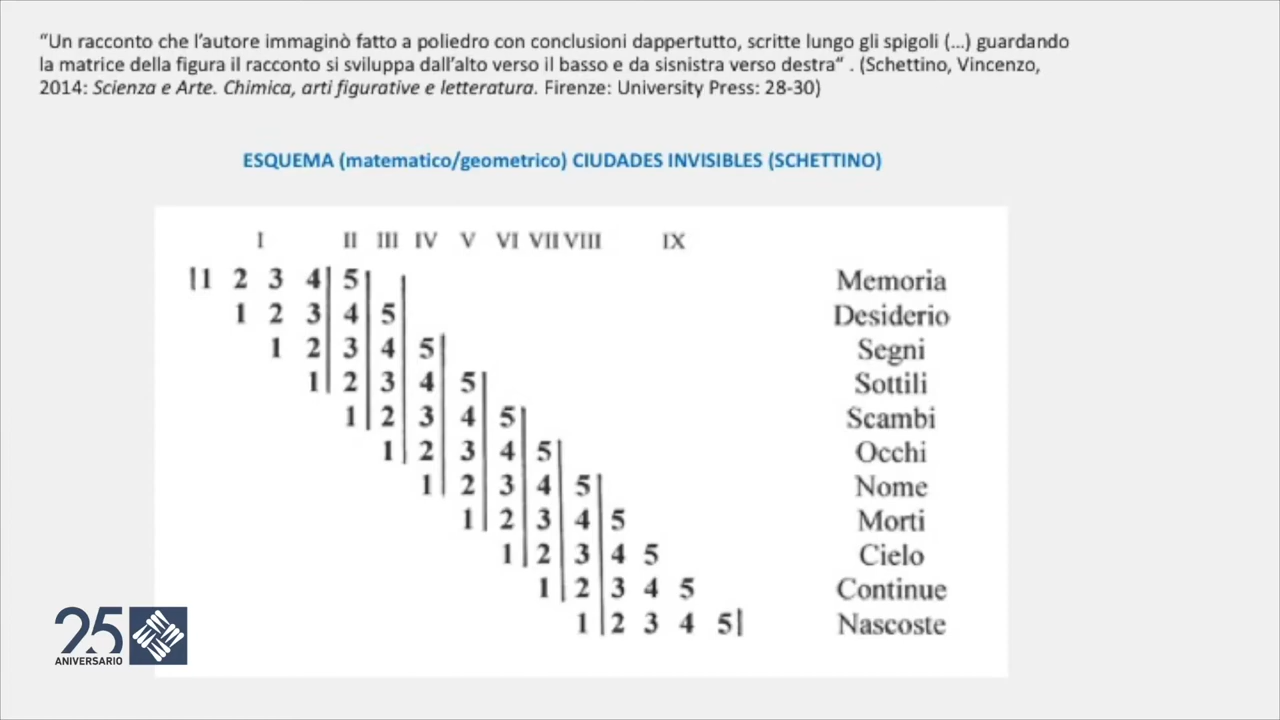 “Un racconto che l’autore immaginò fatto a poliedro con conclusioni dappertutto, scritte lungo gli spigoli (…) guardando
la matrice della figura il racconto si sviluppa dall’alto verso il basso e da sisnistra verso destra“ . (Schettino, Vincenzo,
2014: Scienza e Arte. Chimica, arti figurative e letteratura. Firenze: University Press: 28-30)
ESQUEMA (matematico/geometrico) CIUDADES INVISIBLES (SCHETTINO)
I II III IV V VI VII VIII IX
|1 2 3 4| 5| Memoria
1 2 3| 4| 5| Desiderio
1 2| 3| 4| 5| Segni
1| 2| 3| 4| 5| Sottili
1| 2| 3| 4| 5| Scambi
1| 2| 3| 4| 5| Occhi
1| 2| 3| 4| 5| Nome
1| 2| 3| 4| 5 Morti
1| 2| 3| 4 5 Cielo
1| 2| 3 4 5 Continue
1 |2 3 4 5| Nascoste
25
ANIVERSARIO